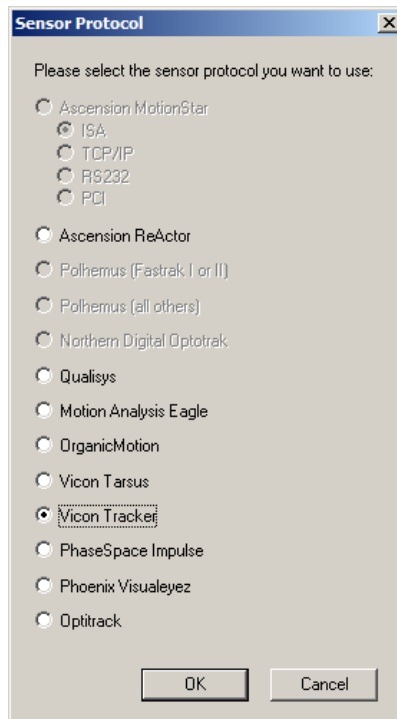 Sensor Protocol
Please select the sensor protocol you want to use:
Ascension MotionStar
ISA
TCP/IP
RS232
PCI
Ascension ReActor
Polhemus (Fastrak I or II)
Polhemus (all others)
Northern Digital Optotrak
Qualisys
Motion Analysis Eagle
OrganicMotion
Vicon Tarsus
Vicon Tracker
PhaseSpace Impulse
Phoenix Visualeyez
Optitrack
OK Cancel